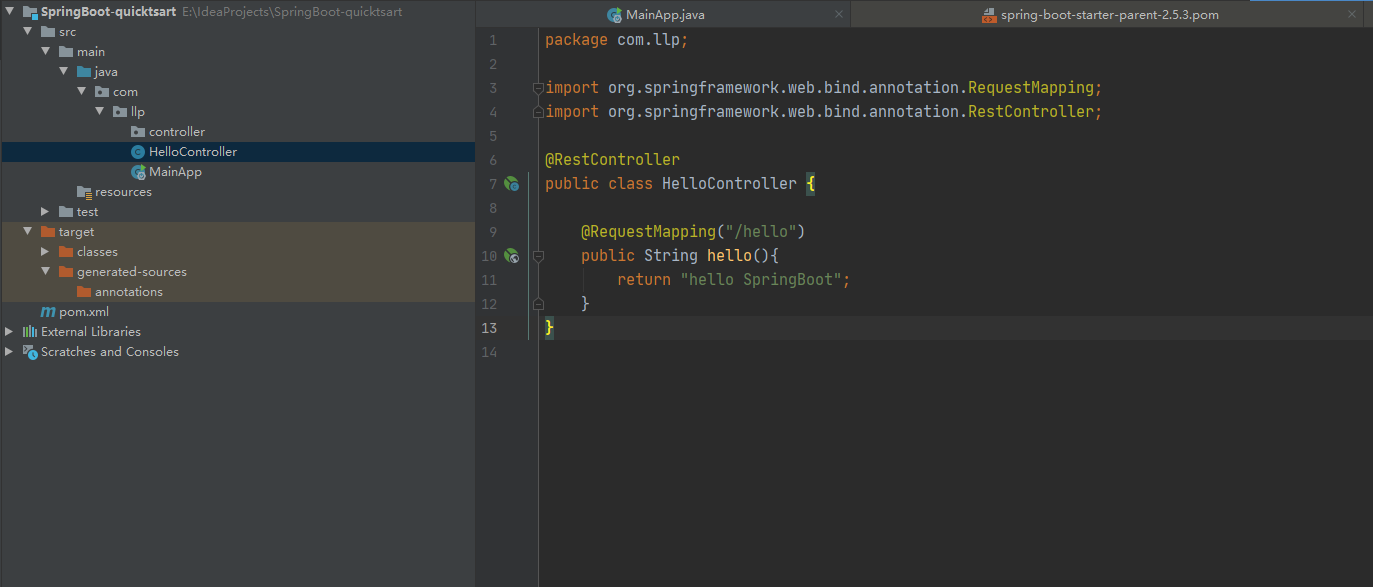 SpringBoot-quicktsart E:\IdeaProjects\SpringBoot-quicktsart
src
main
java
com
llp
controller
HelloController
MainApp
resources
test
target
classes
generated-sources
annotations
pom.xml
External Libraries
Scratches and Consoles
MainApp.java
spring-boot-starter-parent-2.5.3.pom
1 package com.llp;
2
3 import org.springframework.web.bind.annotation.RequestMapping;
4 import org.springframework.web.bind.annotation.RestController;
5
6 @RestController
7 public class HelloController {
8
9 @RequestMapping("/hello")
10 public String hello(){
11 return "hello SpringBoot";
12 }
13 }
14